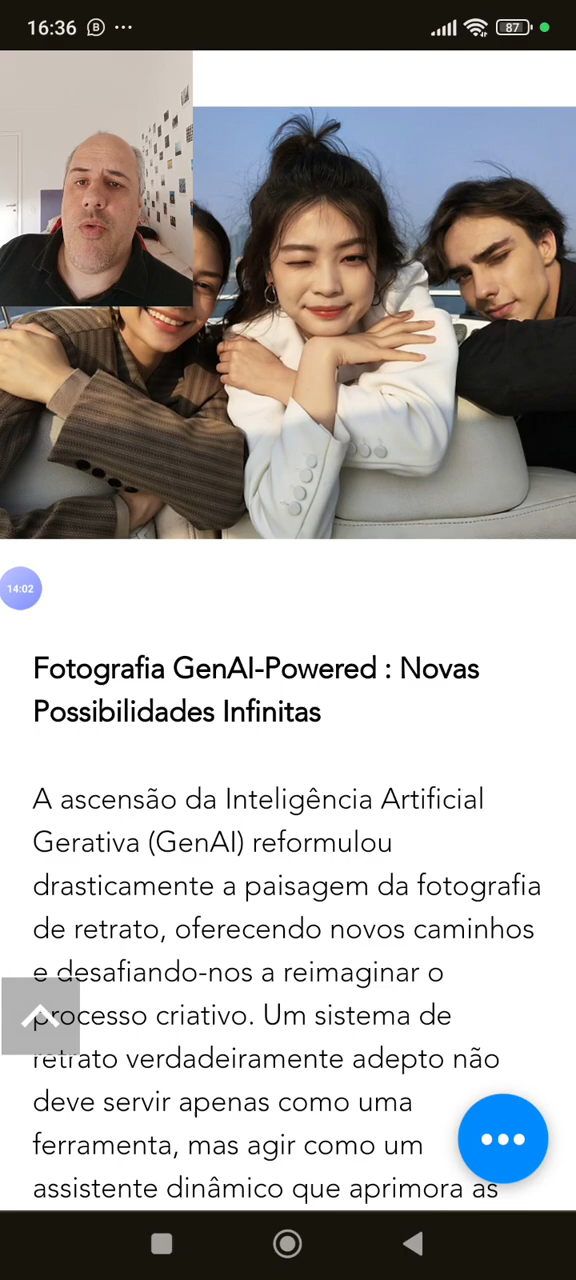 16:36
87
14:02
Fotografia GenAI-Powered : Novas
Possibilidades Infinitas
A ascensão da Inteligência Artificial
Gerativa (GenAI) reformulou
drasticamente a paisagem da fotografia
de retrato, oferecendo novos caminhos
e desafiando-nos a reimaginar o
processo criativo. Um sistema de
retrato verdadeiramente adepto não
deve servir apenas como uma
ferramenta, mas agir como um
assistente dinâmico que aprimora as